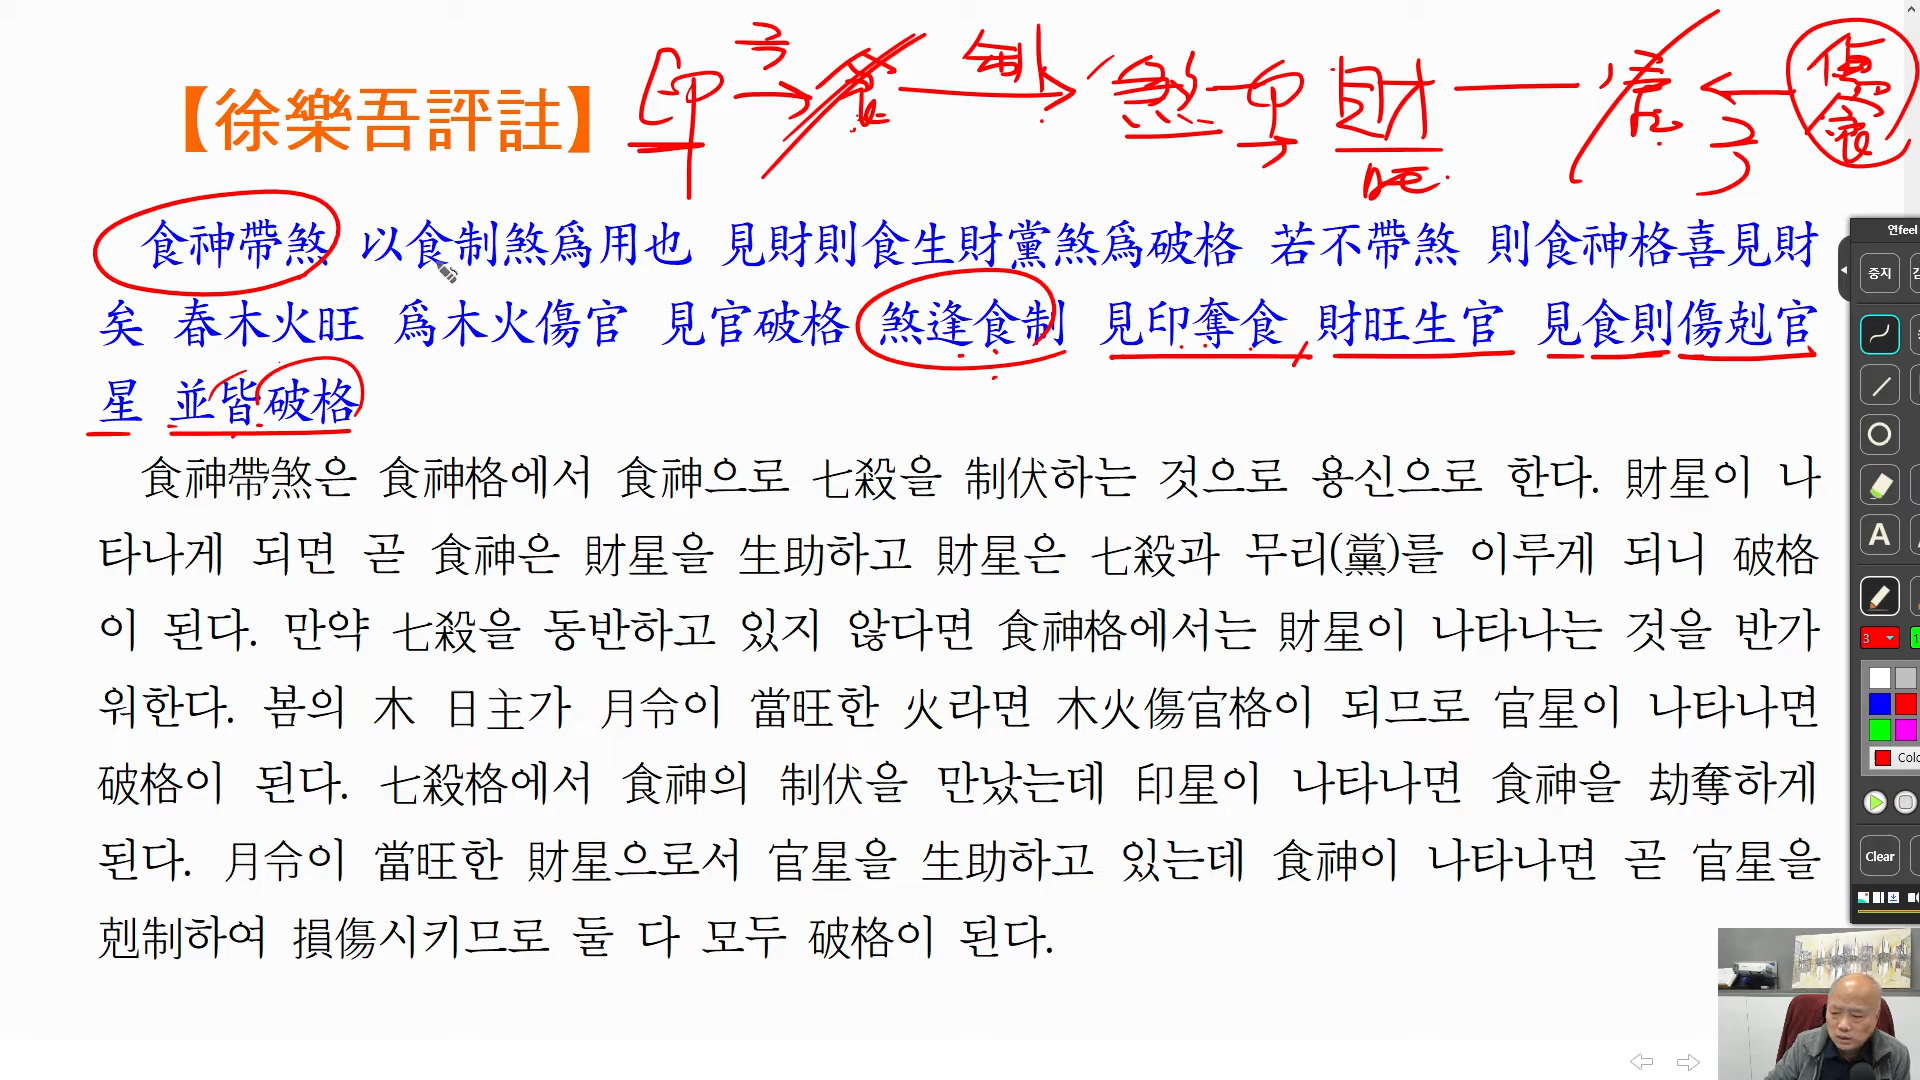 【徐樂吾評註】
印 극 制 煞 財 傷 食 극
食神帶煞 以食制煞爲用也 見財則食生財黨煞爲破格 若不帶煞 則食神格喜見財
矣 春木火旺 爲木火傷官 見官破格 煞逢食制 見印奪食 財旺生官 見食則傷剋官
星 並皆破格
食神帶煞은 食神格에서 食神으로 七殺을 制伏하는 것으로 용신으로 한다. 財星이 나
타나게 되면 곧 食神은 財星을 生助하고 財星은 七殺과 무리(黨)를 이루게 되니 破格
이 된다. 만약 七殺을 동반하고 있지 않다면 食神格에서는 財星이 나타나는 것을 반가
워한다. 봄의 木 日主가 月令이 當旺한 火라면 木火傷官格이 되므로 官星이 나타나면
破格이 된다. 七殺格에서 食神의 制伏을 만났는데 印星이 나타나면 食神을 劫奪하게
된다. 月令이 當旺한 財星으로서 官星을 生助하고 있는데 食神이 나타나면 곧 官星을
剋制하여 損傷시키므로 둘 다 모두 破格이 된다.
연feel
중지
A
3
Colo
Clear